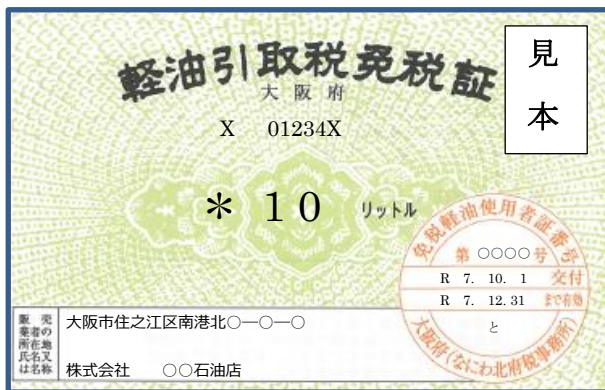 軽油引取税免税証
見本
大阪府
X 01234X
＊10 リットル
免税軽油使用者証番号
第 ○○○○ 号
R 7. 10. 1 交付
R 7. 12. 31 まで有効
と
大阪府(なにわ北府税事務所)
販売業者の所在地氏名又は名称
大阪市住之江区南港北○―○―○
株式会社 ○○石油店